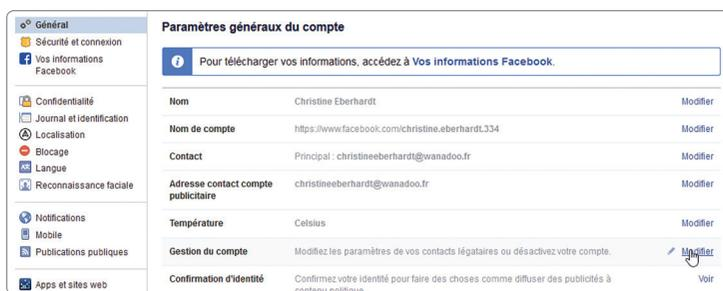 Général
Sécurité et connexion
Vos informations
Facebook
Confidentialité
Journal et identification
Localisation
Blocage
Langue
Reconnaissance faciale
Notifications
Mobile
Publications publiques
Apps et sites web
Paramètres généraux du compte
Pour télécharger vos informations, accédez à Vos informations Facebook.
Nom Christine Eberhardt Modifier
Nom de compte https://www.facebook.com/christine.eberhardt.334 Modifier
Contact Principal : christineeberhardt@wanadoo.fr Modifier
Adresse contact compte christineeberhardt@wanadoo.fr Modifier
publicitaire
Température Celsius Modifier
Gestion du compte Modifiez les paramètres de vos contacts légataires ou désactivez votre compte. Modifier
Confirmation d'identité Confirmez votre identité pour faire des choses comme diffuser des publicités à Voir
contenu politique.